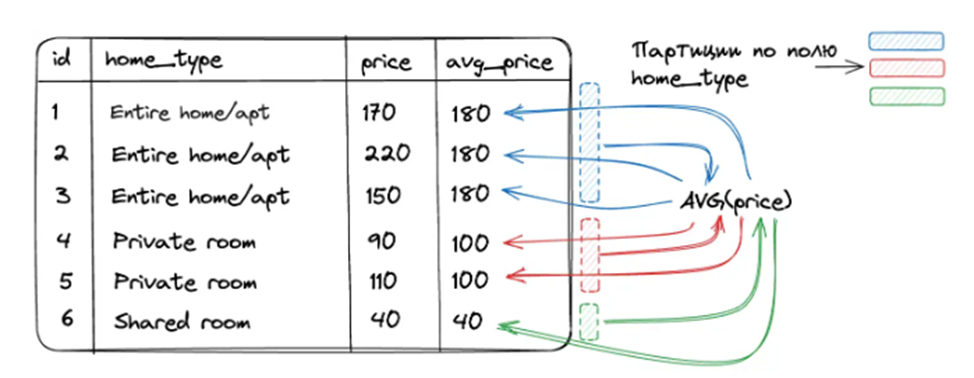 id home_type price avg_price
1 Entire home/apt 170 180
2 Entire home/apt 220 180
3 Entire home/apt 150 180
4 Private room 90 100
5 Private room 110 100
6 Shared room 40 40
Партиции по полю
home_type
AVG(price)